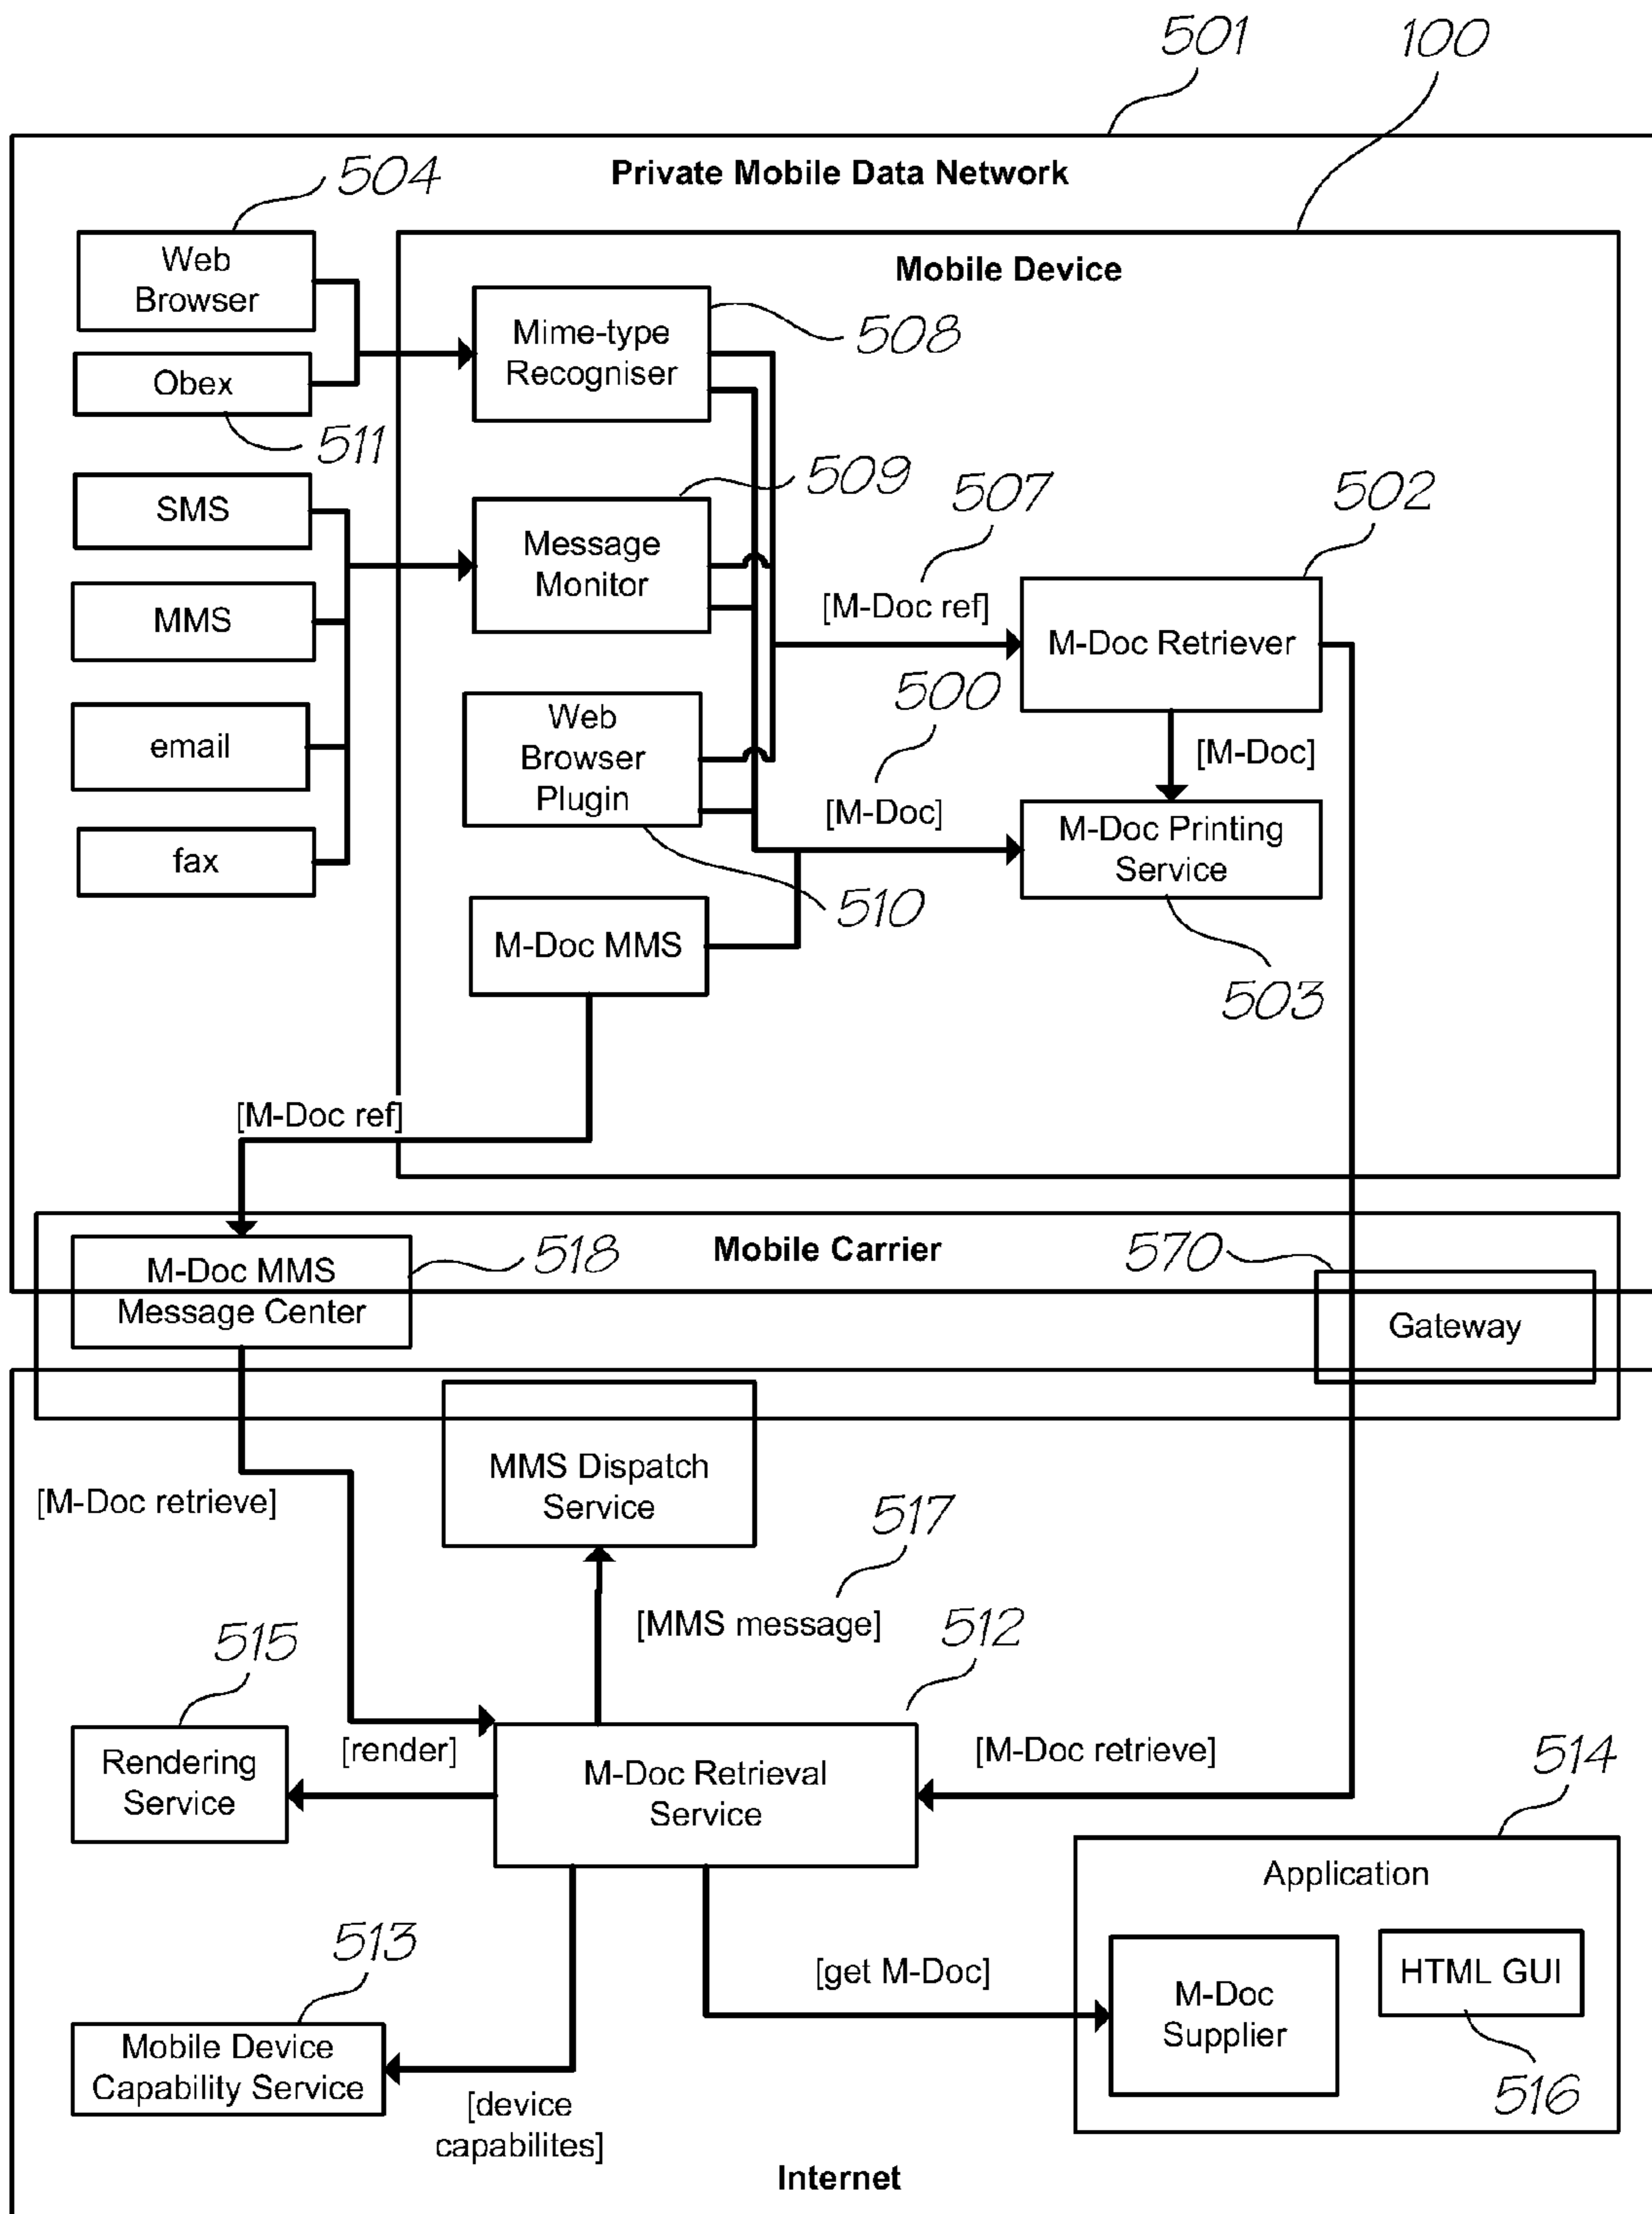 501
100
Private Mobile Data Network
504
Web
Browser
Mobile Device
Mime-type
Recogniser
508
Obex
511
SMS
509
507
502
Message
Monitor
MMS
[M-Doc ref]
M-Doc Retriever
500
email
Web
Browser
Plugin
[M-Doc]
[M-Doc]
M-Doc Printing
Service
fax
510
M-Doc MMS
503
[M-Doc ref]
M-Doc MMS
Message Center
518
Mobile Carrier
570
Gateway
MMS Dispatch
Service
[M-Doc retrieve]
517
[MMS message]
512
515
Rendering
Service
[render]
M-Doc Retrieval
Service
[M-Doc retrieve]
514
Application
513
[get M-Doc]
M-Doc
Supplier
HTML GUI
516
Mobile Device
Capability Service
[device
capabilites]
Internet